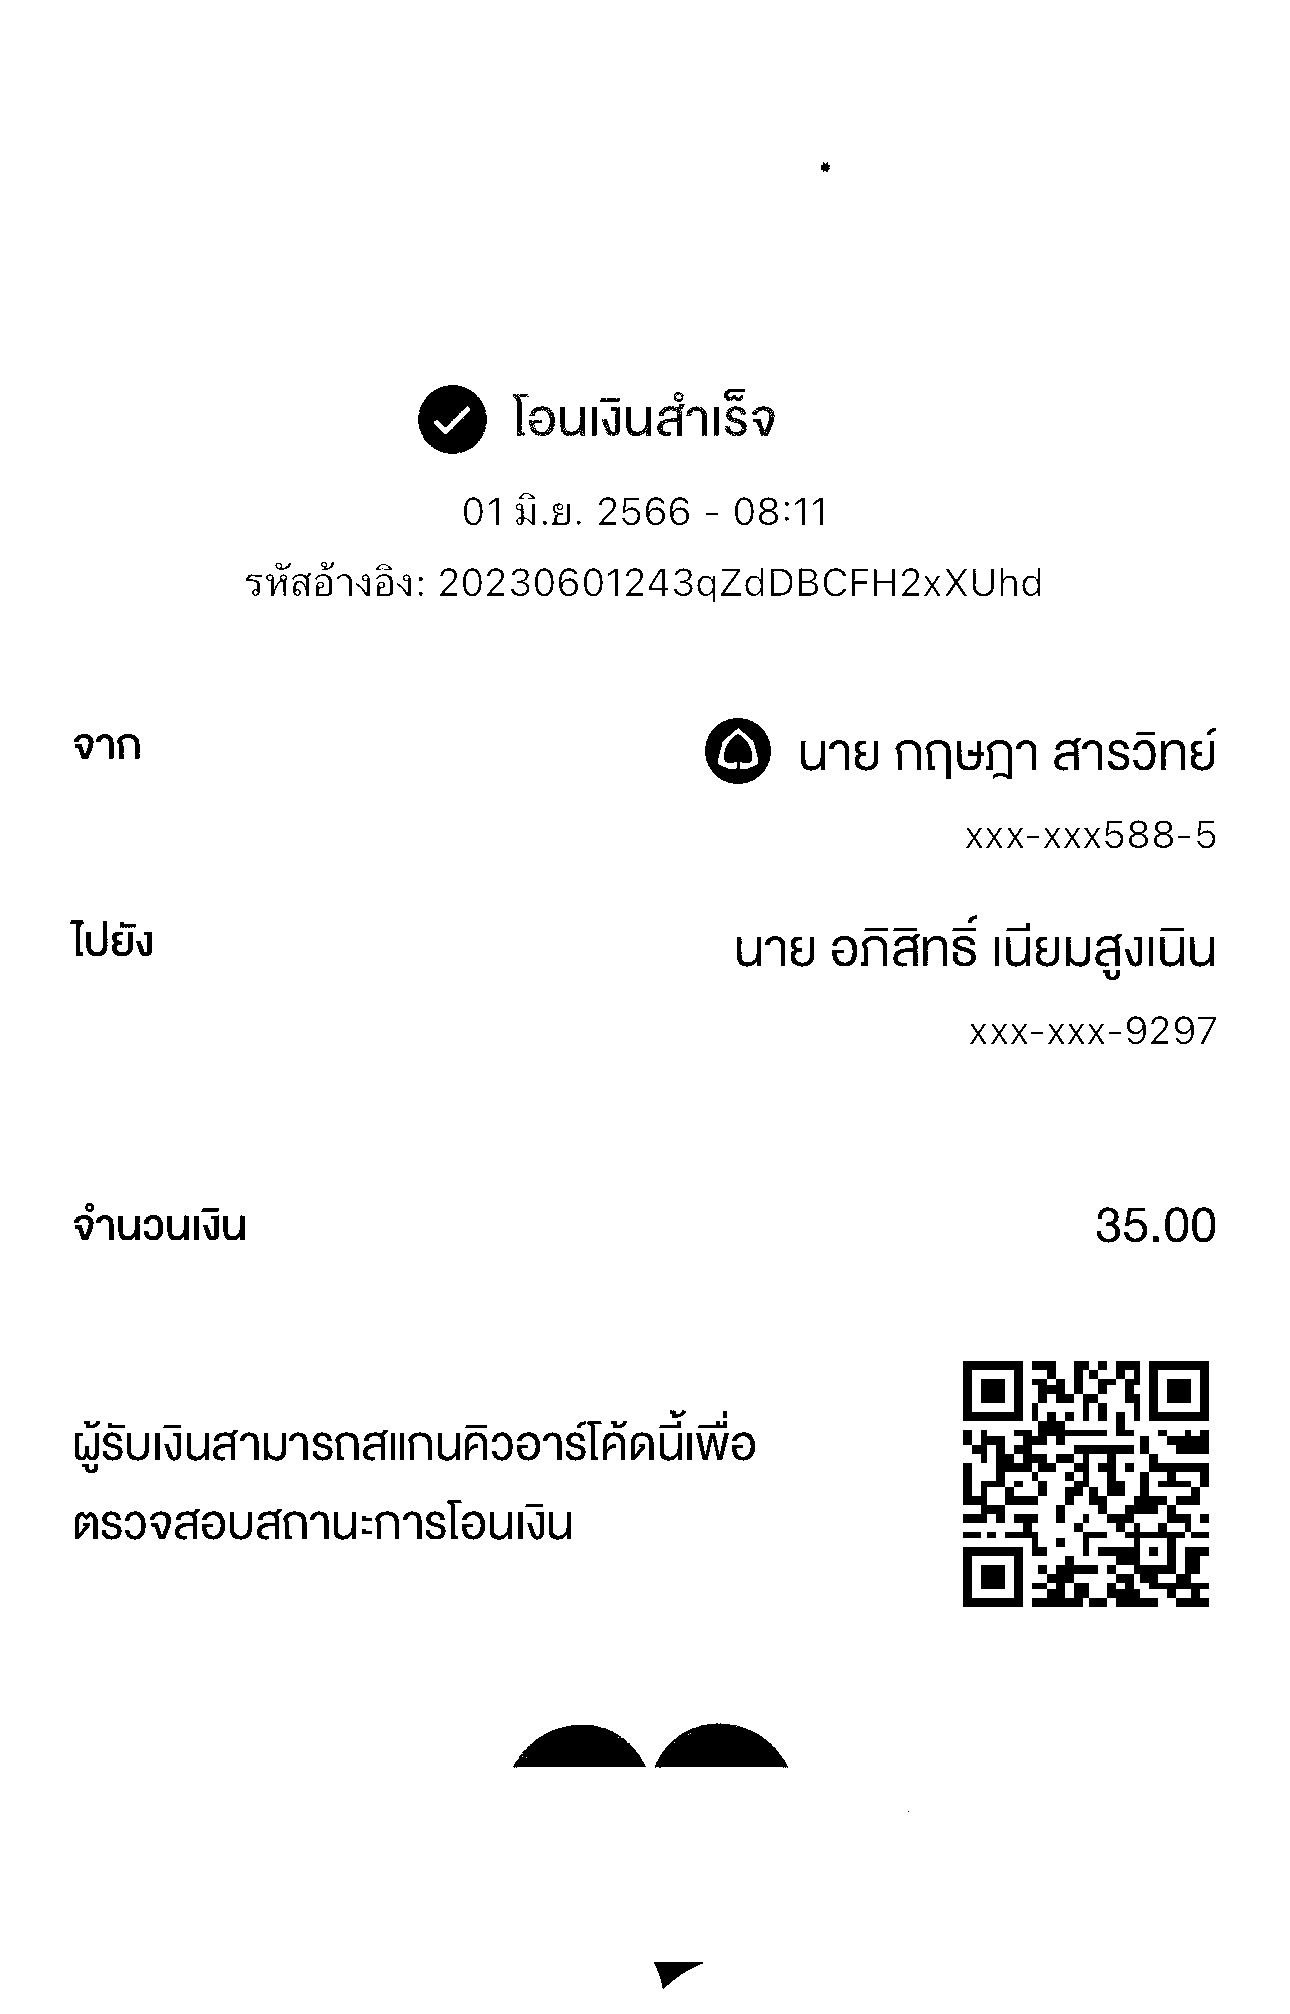 โอนเงินสำเร็จ
01 มิ.ย. 2566 - 08:11
รหัสอ้างอิง: 20230601243qZdDBCFH2xXUhd
จาก
นาย กฤษฎา สารวิทย์
xxx-xxx588-5
ไปยัง
นาย อภิสิทธิ์ เนียมสูงเนิน
xxx-xxx-9297
จำนวนเงิน
35.00
ผู้รับเงินสามารถสแกนคิวอาร์โค้ดนี้เพื่อ
ตรวจสอบสถานะการโอนเงิน